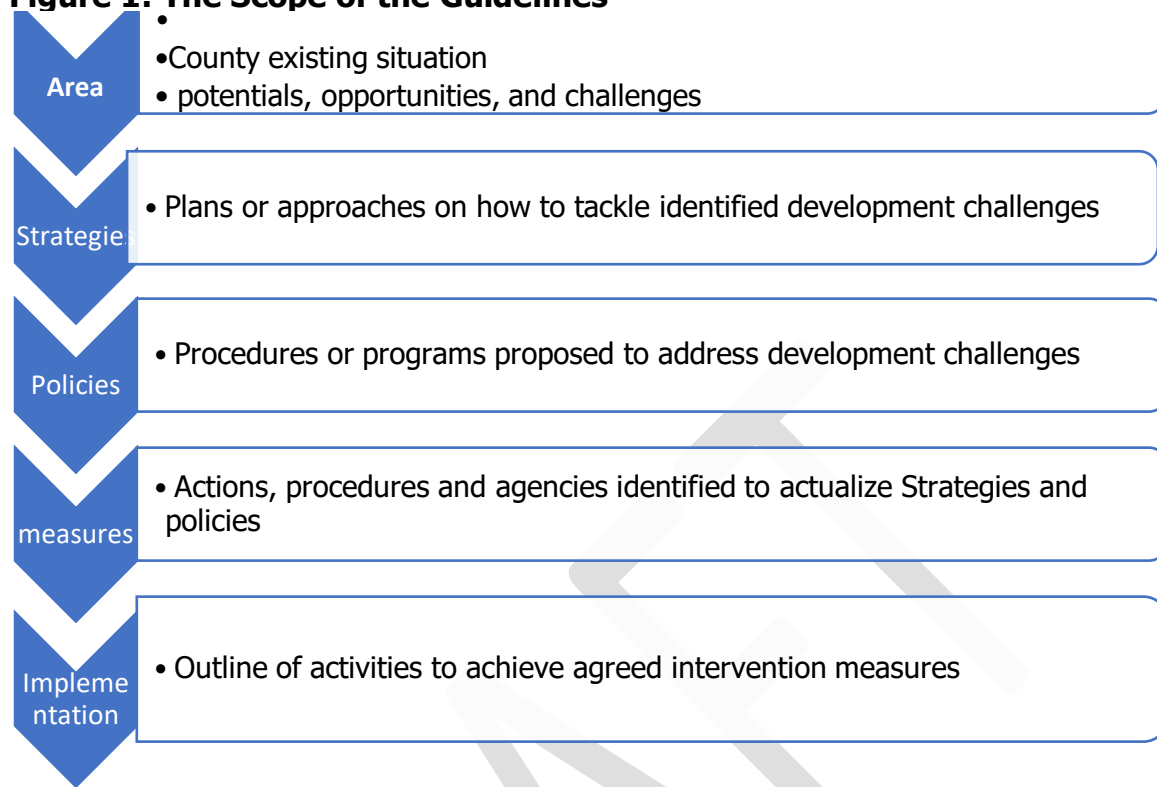 Figure 1: The Scope of the Guidelines
•
Area
•County existing situation
• potentials, opportunities, and challenges
Strategies
• Plans or approaches on how to tackle identified development challenges
Policies
• Procedures or programs proposed to address development challenges
measures
• Actions, procedures and agencies identified to actualize Strategies and
policies
Impleme
ntation
• Outline of activities to achieve agreed intervention measures